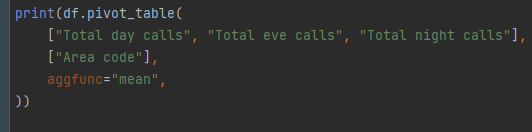 print(df.pivot_table(
    ["Total day calls", "Total eve calls", "Total night calls"],
    ["Area code"],
    aggfunc="mean",
))